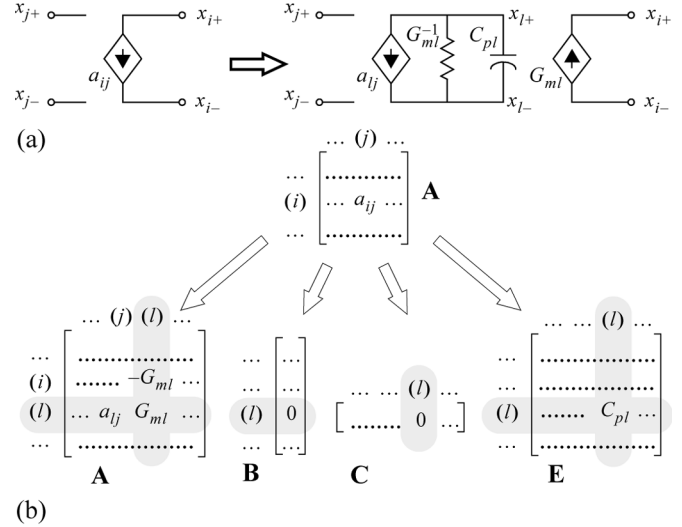 x_{j+} x_{i+} x_{j+} x_{l+} x_{i+}
a_{ij} a_{lj} G_{ml}^{-1} C_{pl} G_{ml}
x_{j−} x_{i−} x_{j−} x_{l−} x_{i−}
(a)
... (j) ...
...
(i) ... a_{ij} ... A
...
... (j) (l) ...
...
(i) ....... −G_{ml} ...
(l) ... a_{lj} G_{ml} ...
...
A
... ...
... ...
(l) 0
... ...
B
... ... (l) ...
........ 0 ...
C
... ... (l) ...
...
...
(l) ....... C_{pl} ...
...
E
(b)